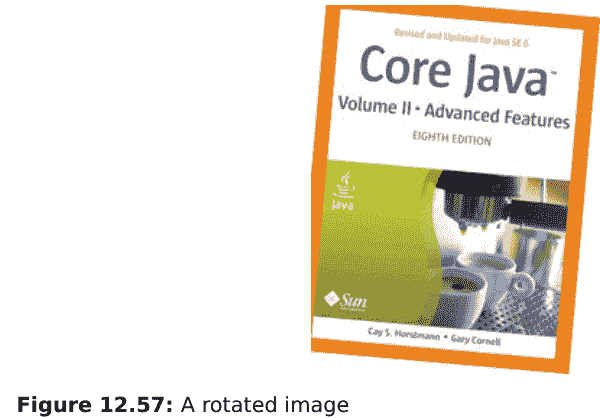 Revised and Updated for Java SE 6
Core Java™
Volume II • Advanced Features
EIGHTH EDITION
Java
Sun
Cay S. Horstmann • Gary Cornell
Figure 12.57: A rotated image